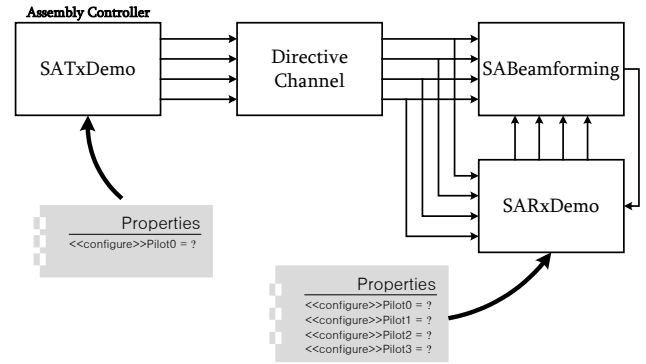 Assembly Controller
SATxDemo
Directive
Channel
SABeamforming
SARxDemo
Properties
<<configure>>Pilot0 = ?
Properties
<<configure>>Pilot0 = ?
<<configure>>Pilot1 = ?
<<configure>>Pilot2 = ?
<<configure>>Pilot3 = ?